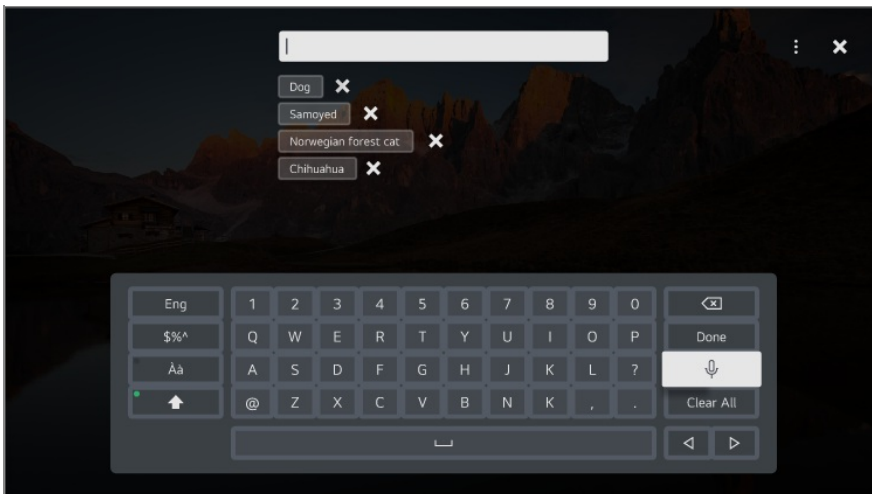 Dog
Samoyed
Norwegian forest cat
Chihuahua
Eng 1 2 3 4 5 6 7 8 9 0
$%^ Q W E R T Y U I O P Done
Àà A S D F G H J K L ?
@ Z X C V B N K , . Clear All